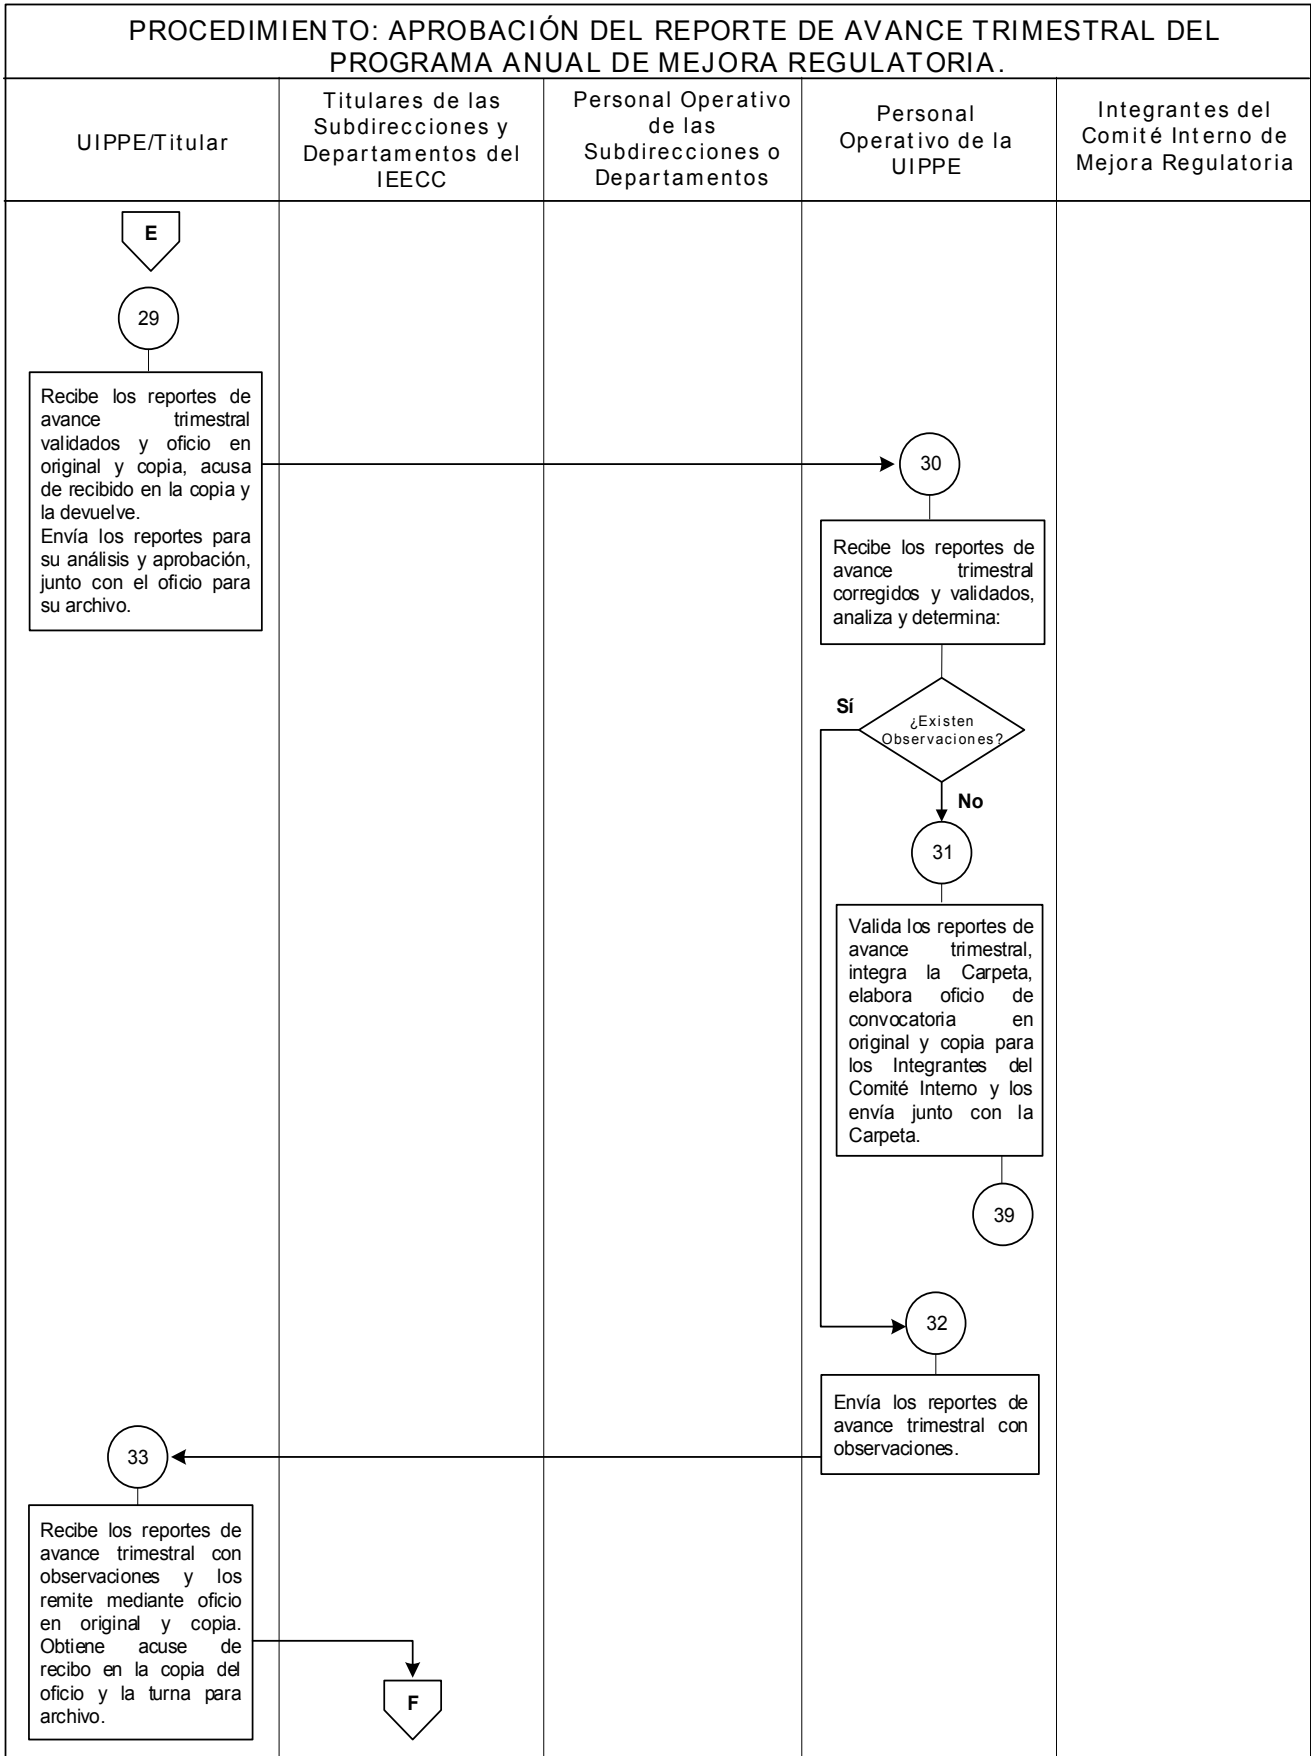 PROCEDIMIENTO: APROBACIÓN DEL REPORTE DE AVANCE TRIMESTRAL DEL
PROGRAMA ANUAL DE MEJORA REGULATORIA.
UIPPE/Titular
Titulares de las
Subdirecciones y
Departamentos del
IEECC
Personal Operativo
de las
Subdirecciones o
Departamentos
Personal
Operativo de la
UIPPE
Integrantes del
Comité Interno de
Mejora Regulatoria
E
29
Recibe los reportes de
avance trimestral
validados y oficio en
original y copia, acusa
de recibido en la copia y
la devuelve.
Envía los reportes para
su análisis y aprobación,
junto con el oficio para
su archivo.
30
Recibe los reportes de
avance trimestral
corregidos y validados,
analiza y determina:
Sí
¿Existen
Observaciones?
No
31
Valida los reportes de
avance trimestral,
integra la Carpeta,
elabora oficio de
convocatoria en
original y copia para
los Integrantes del
Comité Interno y los
envía junto con la
Carpeta.
39
32
Envía los reportes de
avance trimestral con
observaciones.
33
Recibe los reportes de
avance trimestral con
observaciones y los
remite mediante oficio
en original y copia.
Obtiene acuse de
recibo en la copia del
oficio y la turna para
archivo.
F